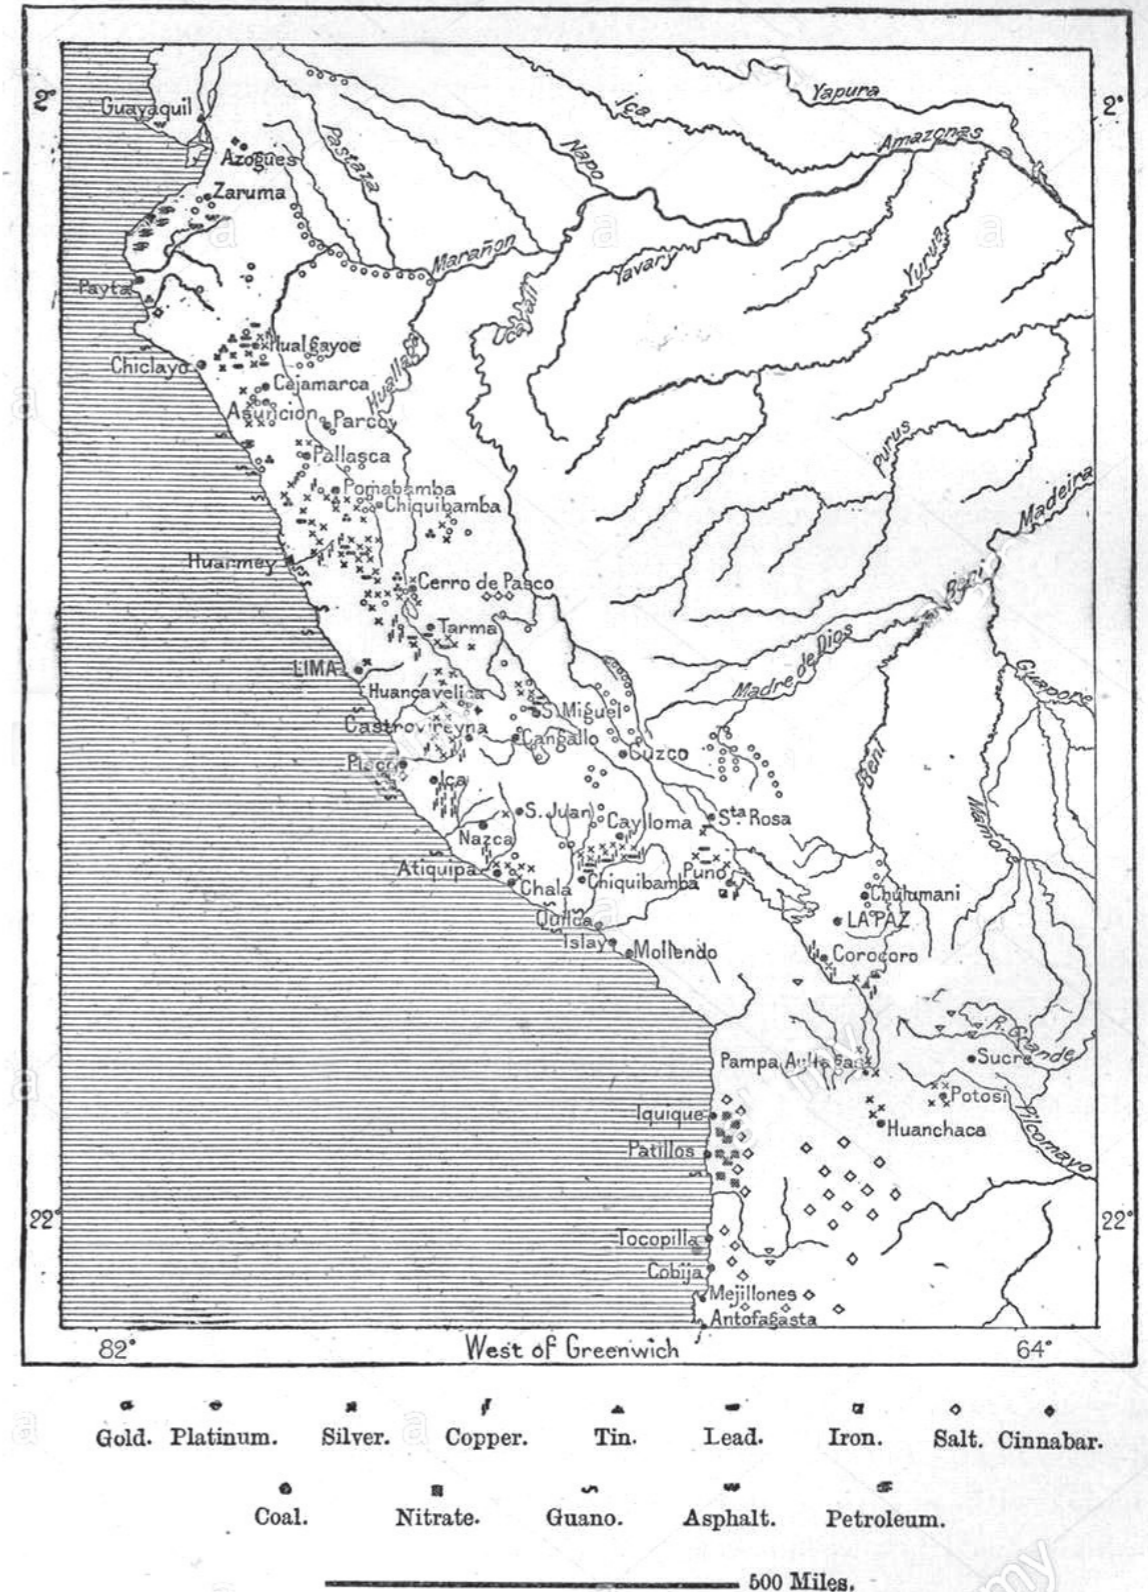 2°
2°
Guayaquil
Azogues
Zaruma
Pastaza
Napo
Iça
Yapura
Amazonas
Marañon
Yavary
Yurua
Ucayali
Payta
Hualgayoc
Chiclayo
Cajamarca
Huallaga
Asuncion
Parcoy
Pallasca
Purus
Pomabamba
Chiquibamba
Madeira
Huarmey
Cerro de Pasco
Beni
Tarma
Madre de Dios
LIMA
Guapore
Huancavelica
S. Miguel
Castrovireyna
Cangallo
Cuzco
Pisco
Beni
Ica
S. Juan
Caylloma
Sta Rosa
Mamore
Nazca
Atiquipa
Puno
Chala
Chiquibamba
Chulumani
Quilca
LA PAZ
Islay
Mollendo
Corocoro
R. Grande
Pampa Aullagas
Sucre
Iquique
Potosi
Huanchaca
Pilcomayo
Patillos
22°
22°
Tocopilla
Cobija
Mejillones
Antofagasta
82°
West of Greenwich
64°
Gold. Platinum. Silver. Copper. Tin. Lead. Iron. Salt. Cinnabar.
Coal. Nitrate. Guano. Asphalt. Petroleum.
500 Miles.